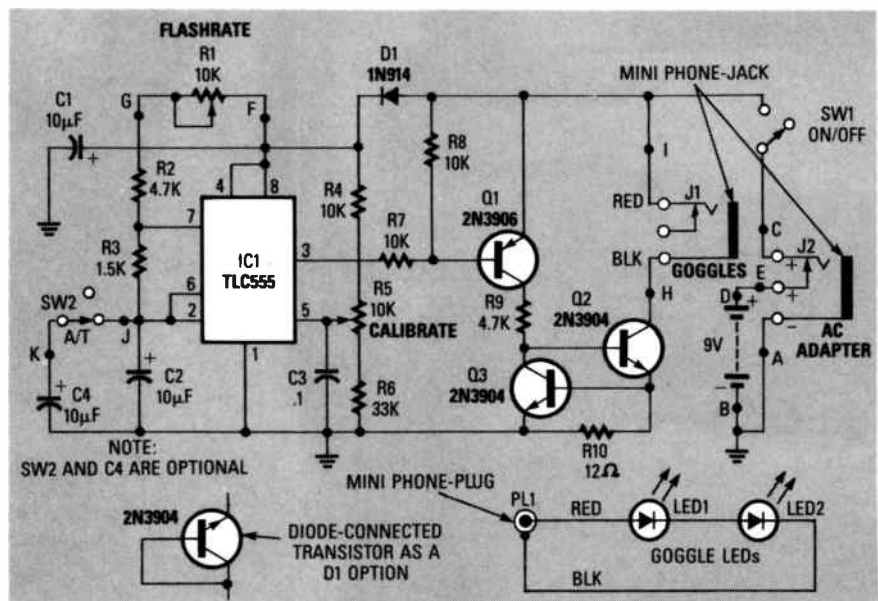 FLASHRATE
R1
10K
D1
1N914
MINI PHONE-JACK
C1
10µF
G
F
SW1
ON/OFF
+
R2
4.7K
4
8
R4
10K
R8
10K
Q1
2N3906
I
RED
J1
C
7
R7
10K
R3
1.5K
IC1
TLC555
3
BLK
GOGGLES
J2
+
E
D
+
+
SW2
6
R5
10K
R9
4.7K
Q2
2N3904
H
A/T
J
2
5
CALIBRATE
9V
−
AC
ADAPTER
K
1
Q3
2N3904
A
+
C4
10µF
+
C2
10µF
C3
.1
R6
33K
−
B
R10
12Ω
NOTE:
SW2 AND C4 ARE OPTIONAL
MINI PHONE-PLUG
2N3904
PL1
RED
LED1
LED2
DIODE-CONNECTED
TRANSISTOR AS A
D1 OPTION
GOGGLE LEDs
BLK